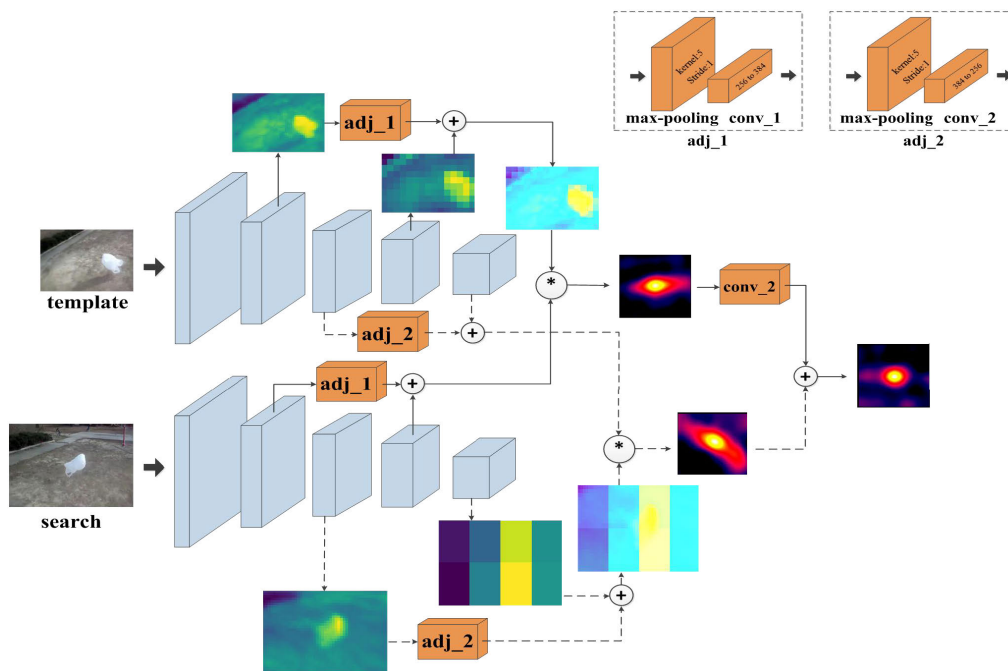 kernel:5
Stride:1
256 to 384
max-pooling conv_1
adj_1
kernel:5
Stride:1
384 to 256
max-pooling conv_2
adj_2
adj_1
+
template
*
conv_2
adj_2
+
adj_1
+
+
search
*
+
adj_2